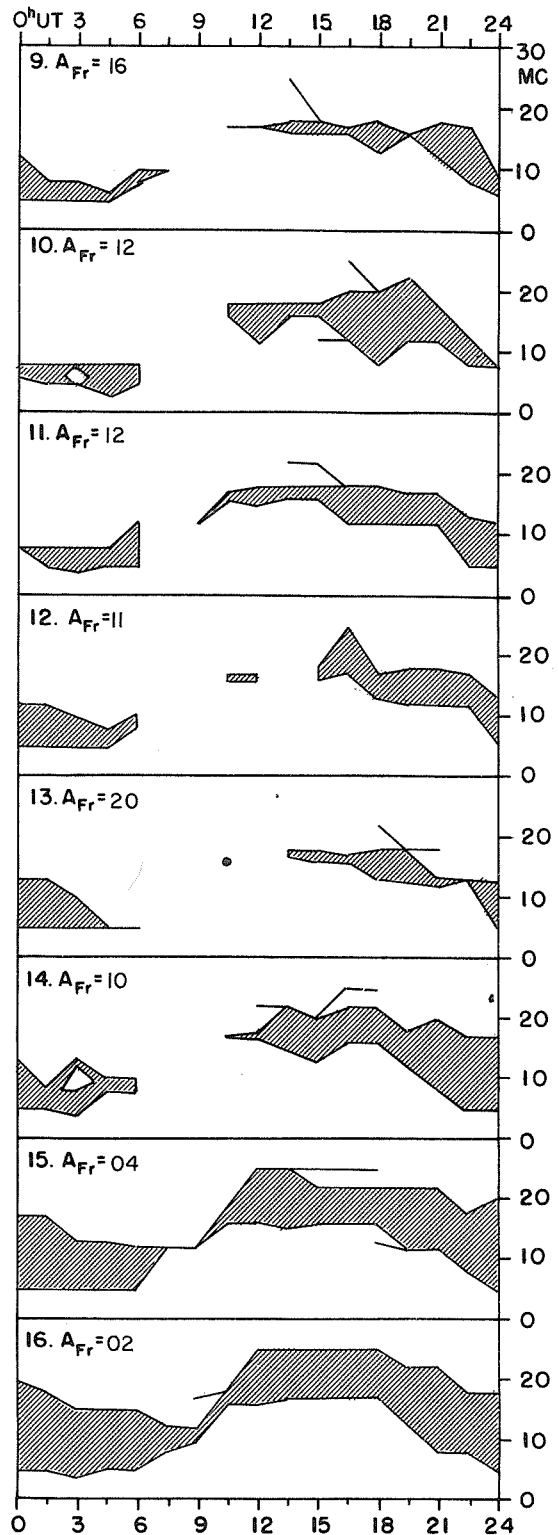 0ʰUT 3 6 9 12 15 18 21 24
30
MC
9. A_Fr = 16
20
10
0
10. A_Fr = 12
20
10
0
11. A_Fr = 12
20
10
0
12. A_Fr = 11
20
10
0
13. A_Fr = 20
20
10
0
14. A_Fr = 10
20
10
0
15. A_Fr = 04
20
10
0
16. A_Fr = 02
20
10
0
0 3 6 9 12 15 18 21 24